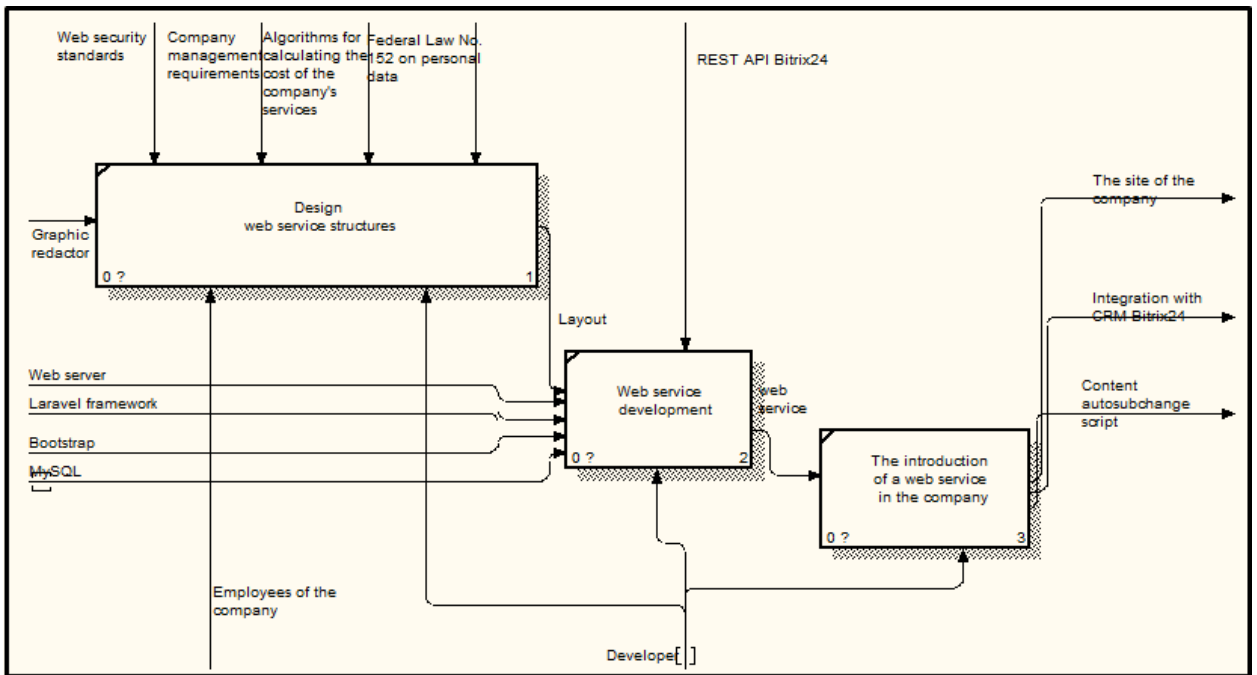 Web security
standards
Company
management
requirements
Algorithms for
calculating the
cost of the
company's
services
Federal Law No.
152 on personal
data
REST API Bitrix24
Design
web service structures
0 ?
1
Graphic
redactor
The site of the
company
Integration with
CRM Bitrix24
Layout
Web server
Laravel framework
Bootstrap
MySQL
Web service
development
0 ?
2
web
service
Content
autosubchange
script
The introduction
of a web service
in the company
0 ?
3
Employees of the
company
Developer